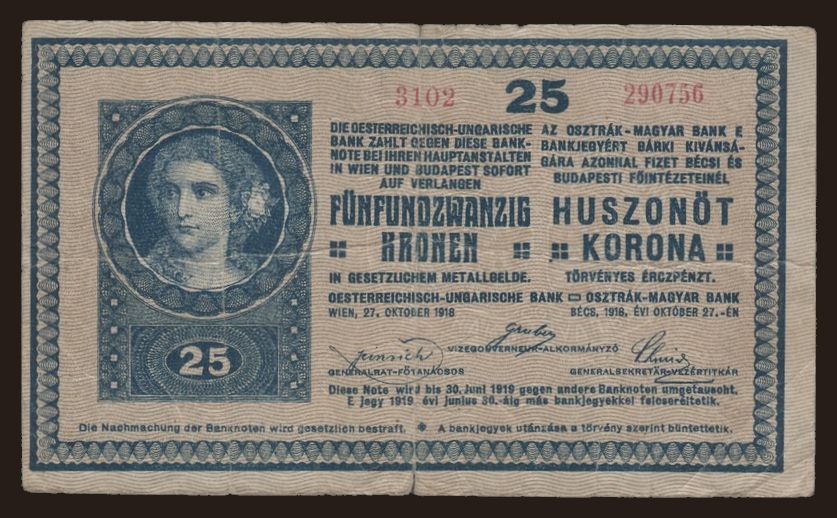 3102 25 290756
DIE OESTERREICHISCH-UNGARISCHE
BANK ZAHLT GEGEN DIESE BANK-
NOTE BEI IHREN HAUPTANSTALTEN
IN WIEN UND BUDAPEST SOFORT
AUF VERLANGEN
FÜNFUNDZWANZIG
KRONEN
IN GESETZLICHEM METALLGELDE.
OESTERREICHISCH-UNGARISCHE BANK
WIEN, 27. OKTOBER 1918
AZ OSZTRÁK-MAGYAR BANK E
BANKJEGYÉRT BÁRKI KIVÁNSÁ-
GÁRA AZONNAL FIZET BÉCSI ÉS
BUDAPESTI FŐINTÉZETEINÉL
HUSZONÖT
KORONA
TÖRVÉNYES ÉRCZPÉNZT.
OSZTRÁK-MAGYAR BANK
BÉCS, 1918. ÉVI OKTÓBER 27.-ÉN
Gruber
VIZEGOUVERNEUR-ALKORMÁNYZÓ
GENERALRAT-FŐTANÁCSOS
GENERALSEKRETÄR-VEZÉRTITKÁR
25
Diese Note wird bis 30. Juni 1919 gegen andere Banknoten umgetauscht.
E jegy 1919. évi junius 30.-áig más bankjegyekkel felcseréltetik.
Die Nachmachung der Banknoten wird gesetzlich bestraft. * A bankjegyek utánzása a törvény szerint büntettetik.